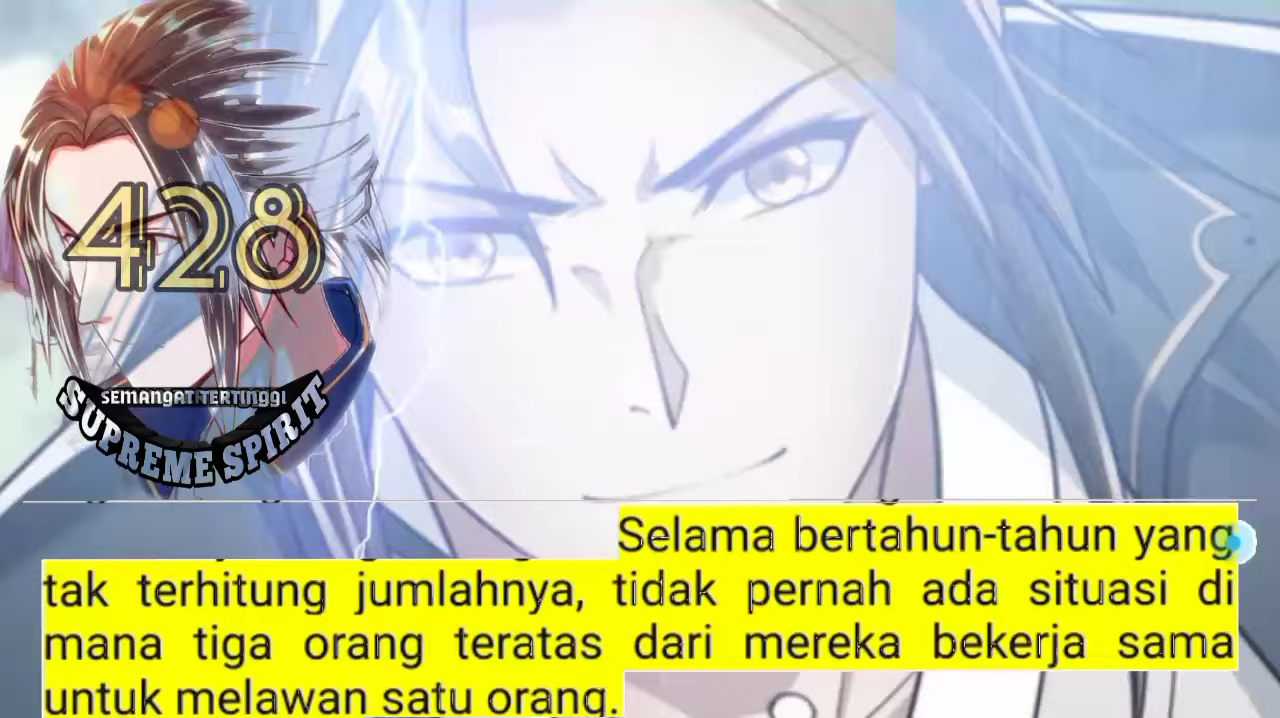 428
SEMANGAT TERTINGGI
SUPREME SPIRIT
Selama bertahun-tahun yang
tak terhitung jumlahnya, tidak pernah ada situasi di
mana tiga orang teratas dari mereka bekerja sama
untuk melawan satu orang.